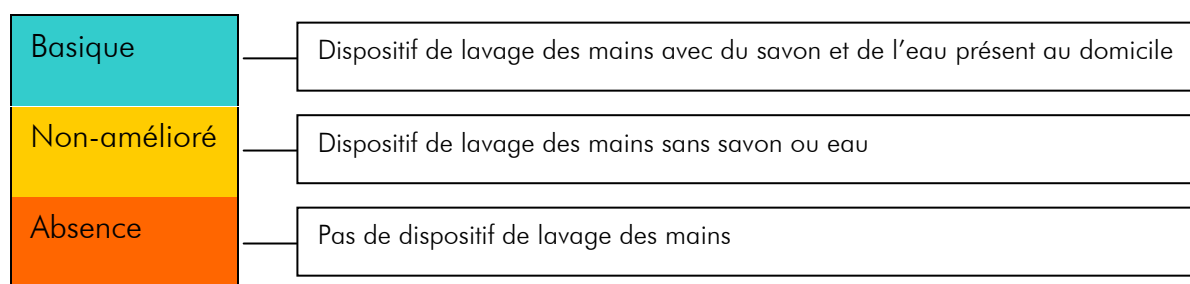 Basique
Dispositif de lavage des mains avec du savon et de l’eau présent au domicile
Non-amélioré
Dispositif de lavage des mains sans savon ou eau
Absence
Pas de dispositif de lavage des mains